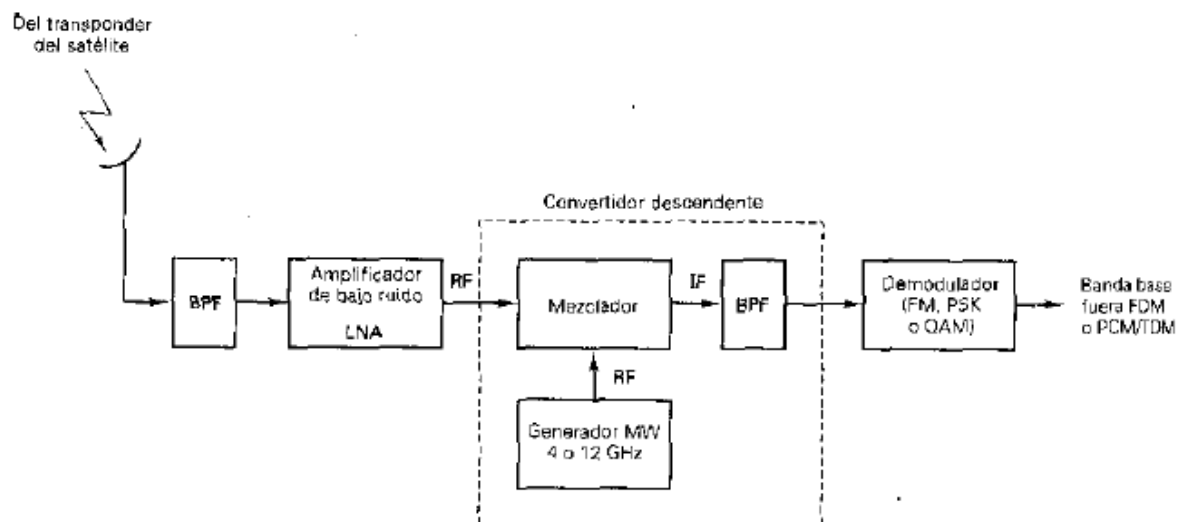 Del transponder
del satélite
Convertidor descendente
BPF
Amplificador
de bajo ruido
LNA
RF
Mezclador
IF
BPF
Demodulador
(FM, PSK
o QAM)
Banda base
fuera FDM
o PCM/TDM
RF
Generador MW
4 o 12 GHz